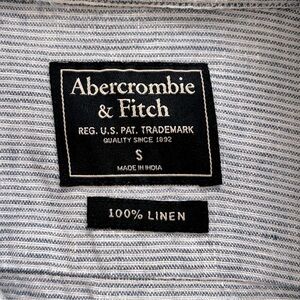 Abercrombie
& Fitch
REG. U.S. PAT. TRADEMARK
QUALITY SINCE 1892
S
MADE IN INDIA
100% LINEN